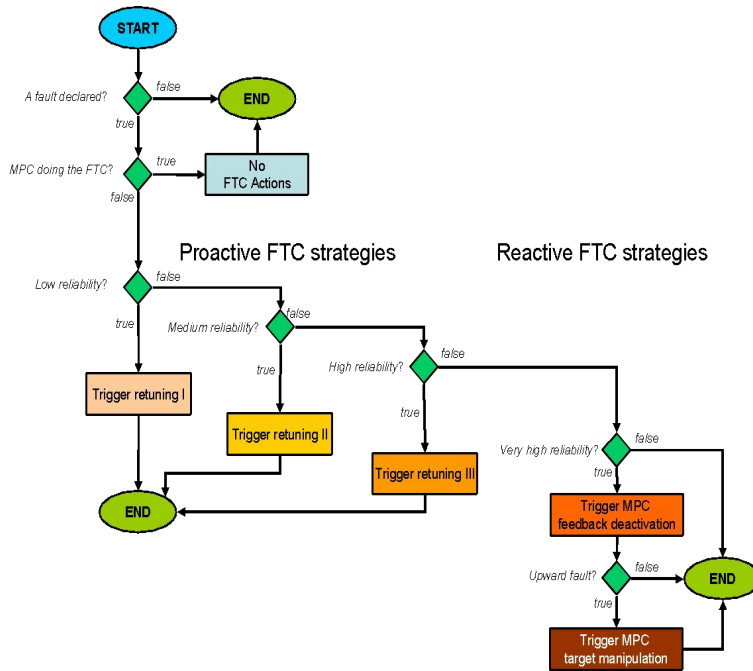 START
A fault declared?
false
END
true
MPC doing the FTC?
true
No
FTC Actions
false
Proactive FTC strategies
Reactive FTC strategies
Low reliability?
false
true
Medium reliability?
false
true
High reliability?
false
true
Trigger retuning I
Trigger retuning II
Trigger retuning III
END
Very high reliability?
false
true
Trigger MPC
feedback deactivation
Upward fault?
false
END
true
Trigger MPC
target manipulation